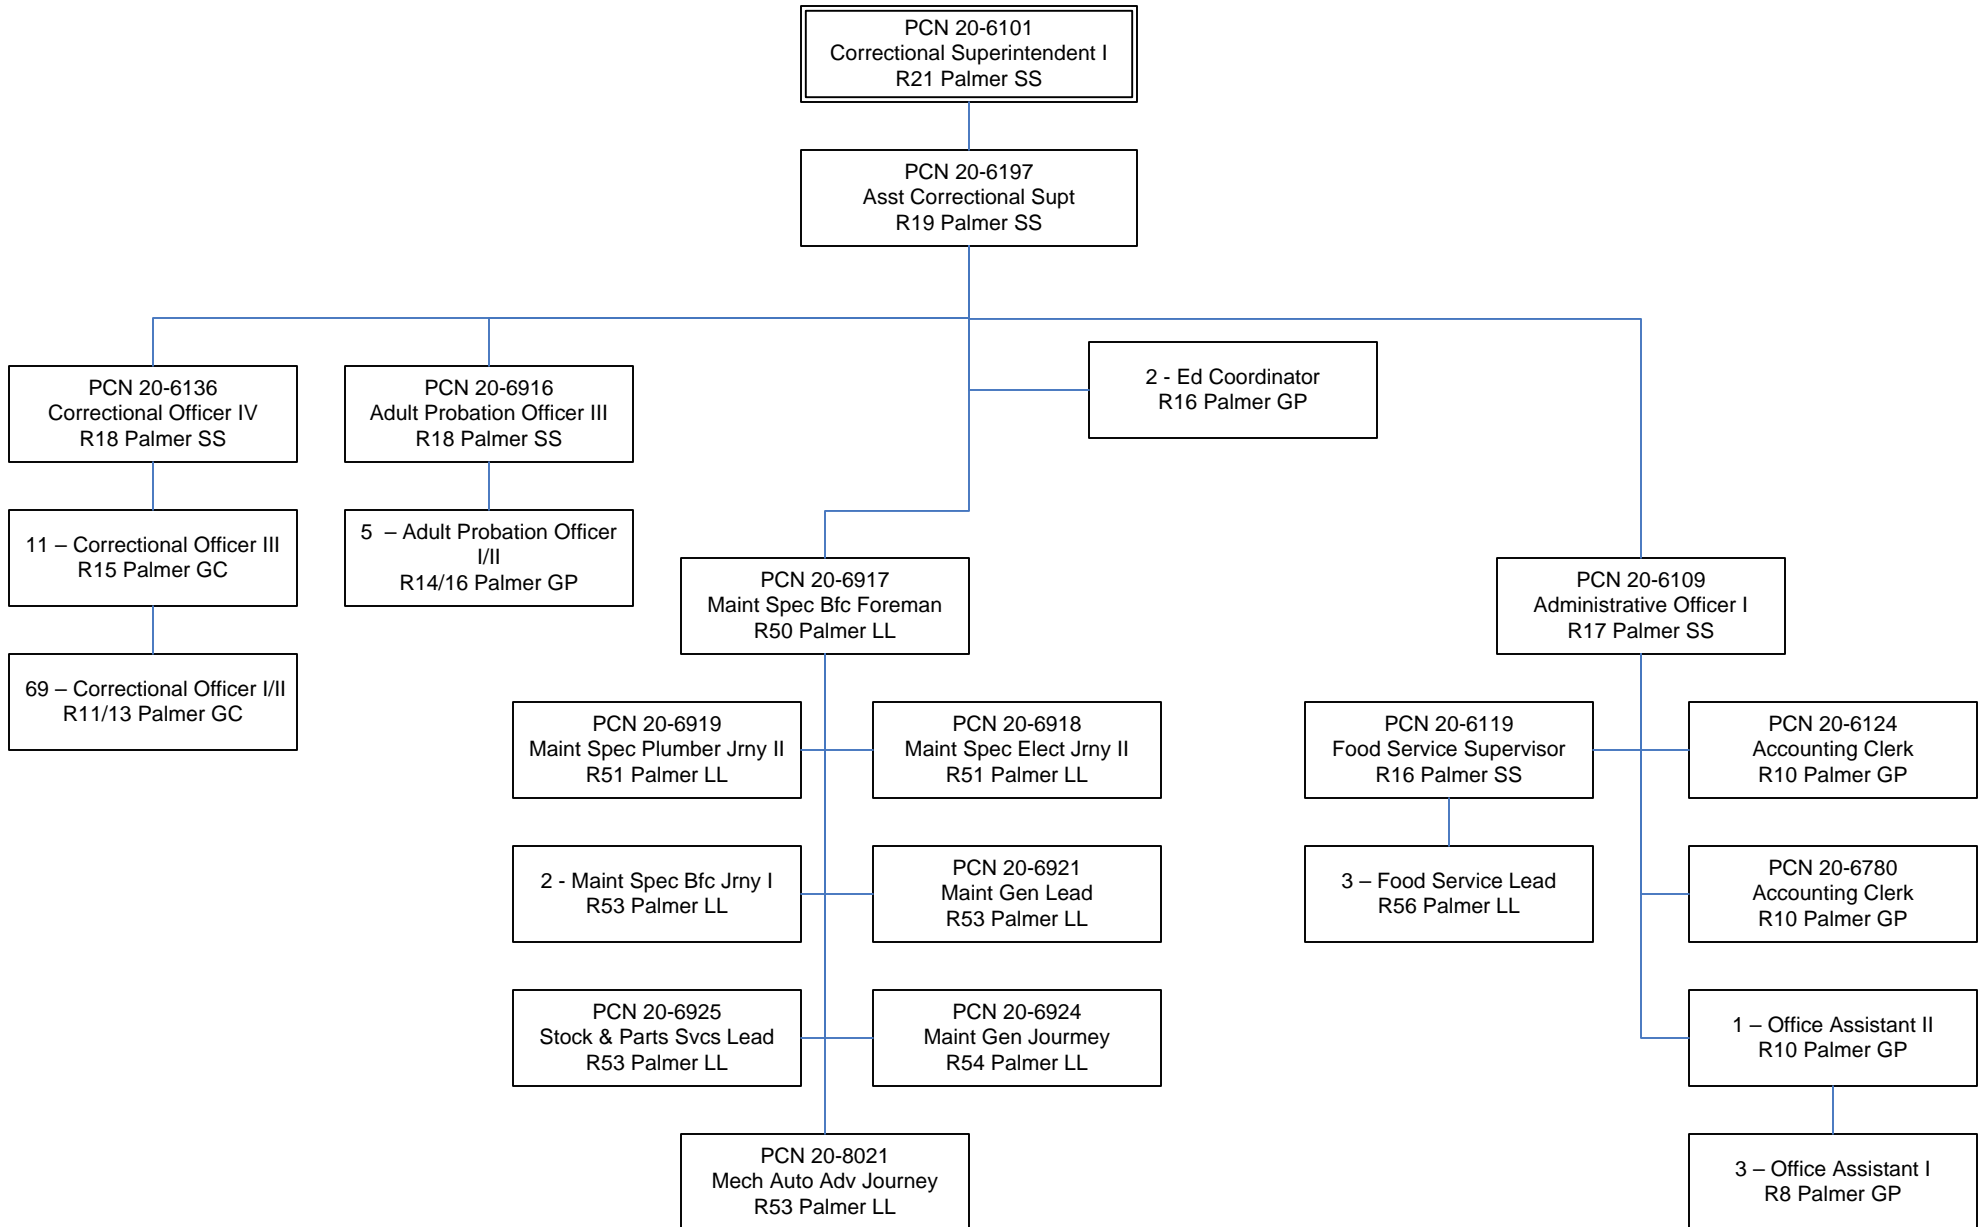 PCN 20-6101
Correctional Superintendent I
R21 Palmer SS
PCN 20-6197
Asst Correctional Supt
R19 Palmer SS
PCN 20-6136
Correctional Officer IV
R18 Palmer SS
PCN 20-6916
Adult Probation Officer III
R18 Palmer SS
2 - Ed Coordinator
R16 Palmer GP
11 – Correctional Officer III
R15 Palmer GC
5 – Adult Probation Officer
I/II
R14/16 Palmer GP
69 – Correctional Officer I/II
R11/13 Palmer GC
PCN 20-6917
Maint Spec Bfc Foreman
R50 Palmer LL
PCN 20-6109
Administrative Officer I
R17 Palmer SS
PCN 20-6919
Maint Spec Plumber Jrny II
R51 Palmer LL
PCN 20-6918
Maint Spec Elect Jrny II
R51 Palmer LL
2 - Maint Spec Bfc Jrny I
R53 Palmer LL
PCN 20-6921
Maint Gen Lead
R53 Palmer LL
PCN 20-6925
Stock & Parts Svcs Lead
R53 Palmer LL
PCN 20-6924
Maint Gen Jourmey
R54 Palmer LL
PCN 20-8021
Mech Auto Adv Journey
R53 Palmer LL
PCN 20-6119
Food Service Supervisor
R16 Palmer SS
PCN 20-6124
Accounting Clerk
R10 Palmer GP
3 – Food Service Lead
R56 Palmer LL
PCN 20-6780
Accounting Clerk
R10 Palmer GP
1 – Office Assistant II
R10 Palmer GP
3 – Office Assistant I
R8 Palmer GP